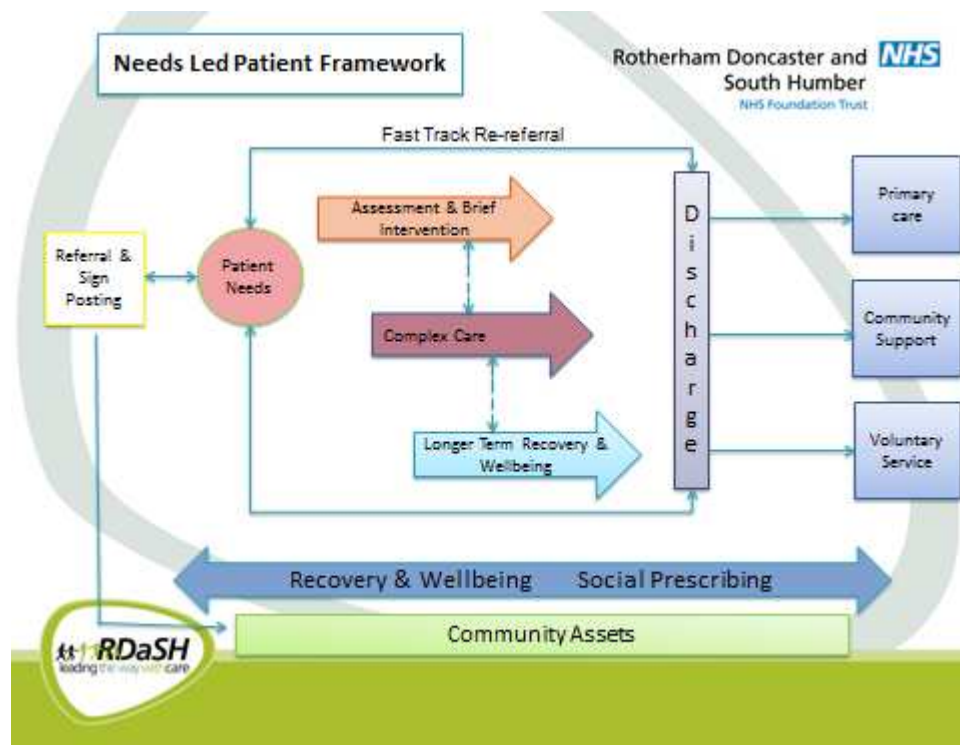 Needs Led Patient Framework
Rotherham Doncaster and NHS
South Humber
NHS Foundation Trust
Fast Track Re-referral
Assessment & Brief
Intervention
Primary
care
Referral &
Sign
Posting
Patient
Needs
Complex Care
Discharge
Community
Support
Longer Term Recovery &
Wellbeing
Voluntary
Service
Recovery & Wellbeing Social Prescribing
Community Assets
RDaSH
leading the way with care